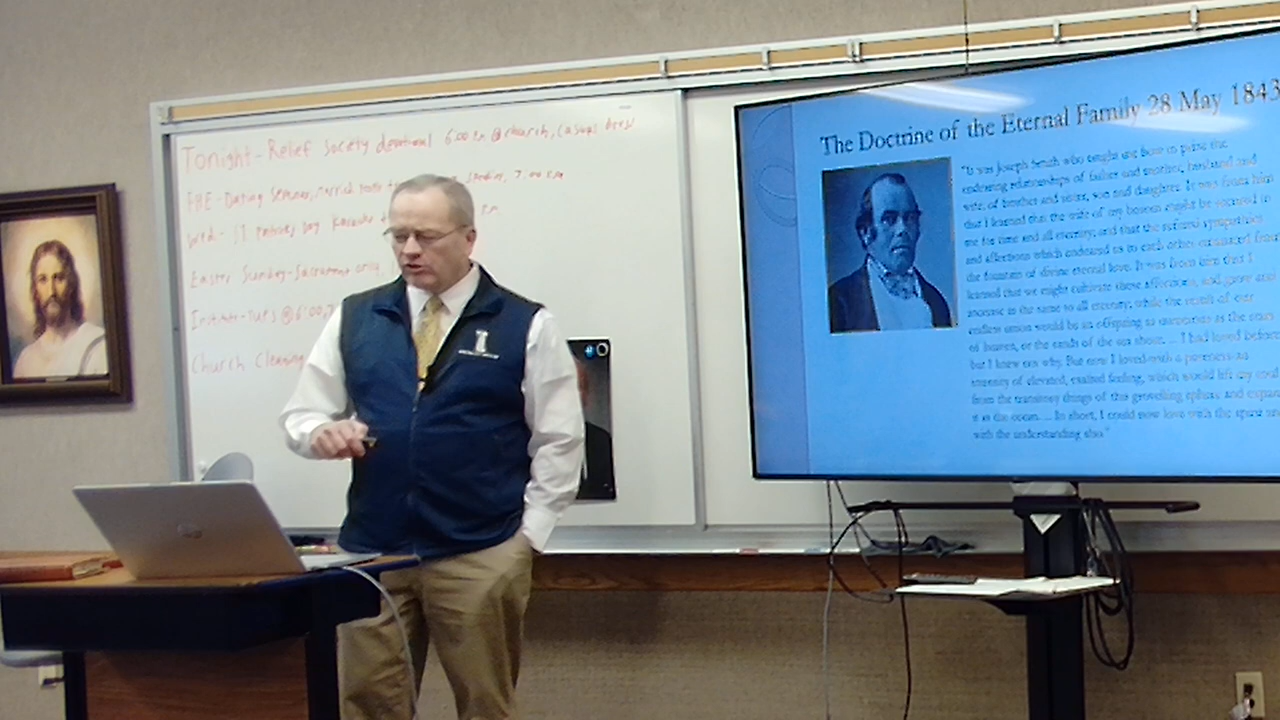 Tonight - Relief Society devotional 6:00 P.M. @ church, casual dress
FHE - Dating Seminar, 7:00 P.M.
Wed -
Easter Sunday - Sacrament only
Institute - Tues @ 6:00, 7
Church Cleaning
The Doctrine of the Eternal Family 28 May 1843
"It was Joseph Smith who taught me how to prize the
endearing relationships of father and mother, husband and
wife, of brother and sister, son and daughter. It was from him
that I learned that the wife of my bosom might be secured to
me for time and all eternity; and that the refined sympathies
and affections which endeared us to each other emanated from
the fountain of divine eternal love. It was from him that I
learned that we might cultivate these affections, and grow and
increase in the same to all eternity; while the result of our
endless union would be an offspring as numerous as the stars
of heaven, or the sands of the sea shore. ... I had loved before,
but I knew not why. But now I loved—with a pureness—an
intensity of elevated, exalted feeling, which would lift my soul
from the transitory things of this grovelling sphere and expand
it as the ocean. ... In short, I could now love with the spirit and
with the understanding also."